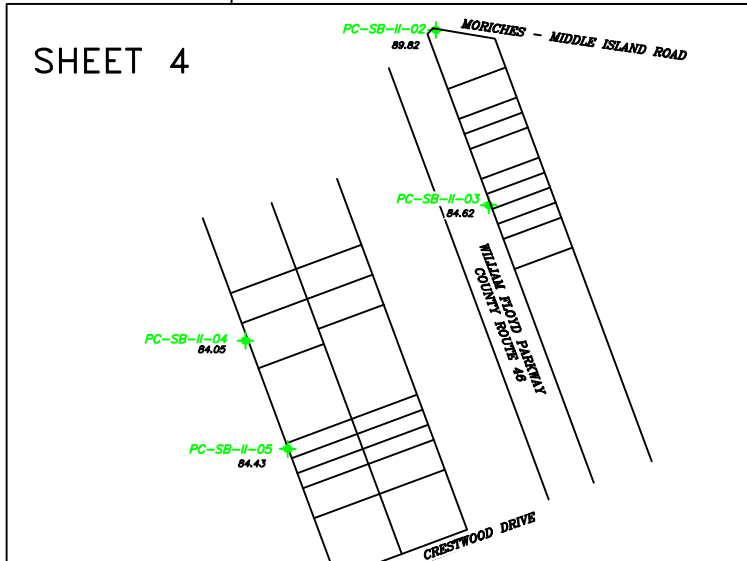 SHEET 4
PC-SB-II-02
89.82
MORICHES - MIDDLE ISLAND ROAD
PC-SB-II-03
84.62
WILLIAM FLOYD PARKWAY
COUNTY ROUTE 46
PC-SB-II-04
84.05
PC-SB-II-05
84.43
CRESTWOOD DRIVE